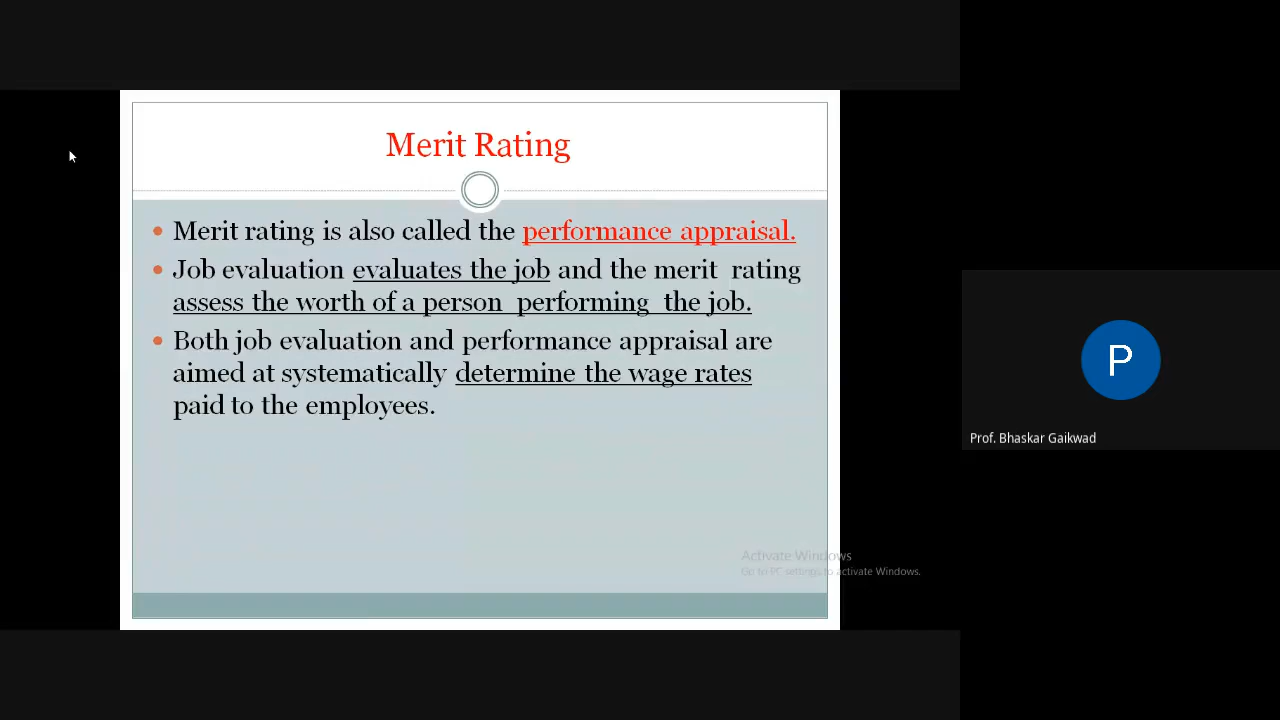 Merit Rating
Merit rating is also called the performance appraisal.
Job evaluation evaluates the job and the merit rating
assess the worth of a person performing the job.
Both job evaluation and performance appraisal are
aimed at systematically determine the wage rates
paid to the employees.
Activate Windows
Go to PC settings to activate Windows.
P
Prof. Bhaskar Gaikwad